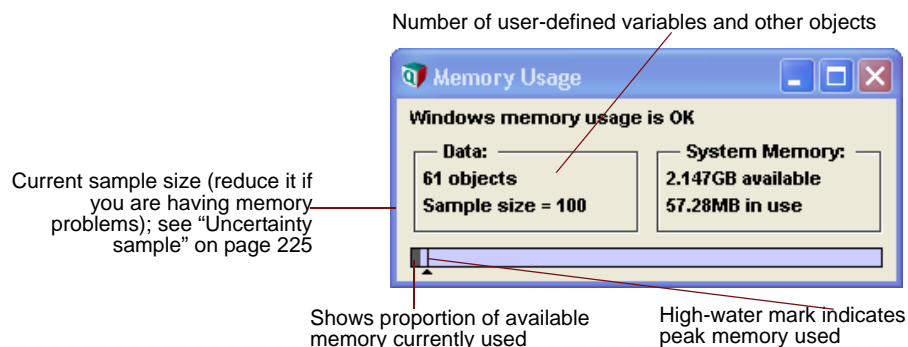 Number of user-defined variables and other objects
Memory Usage
Windows memory usage is OK
Data:
61 objects
Sample size = 100
System Memory:
2.147GB available
57.28MB in use
Current sample size (reduce it if
you are having memory
problems); see “Uncertainty
sample” on page 225
Shows proportion of available
memory currently used
High-water mark indicates
peak memory used